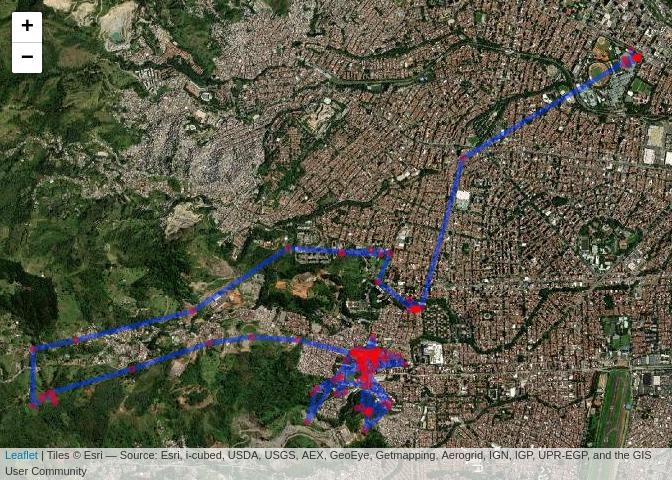 +
−
Leaflet | Tiles © Esri — Source: Esri, i-cubed, USDA, USGS, AEX, GeoEye, Getmapping, Aerogrid, IGN, IGP, UPR-EGP, and the GIS
User Community